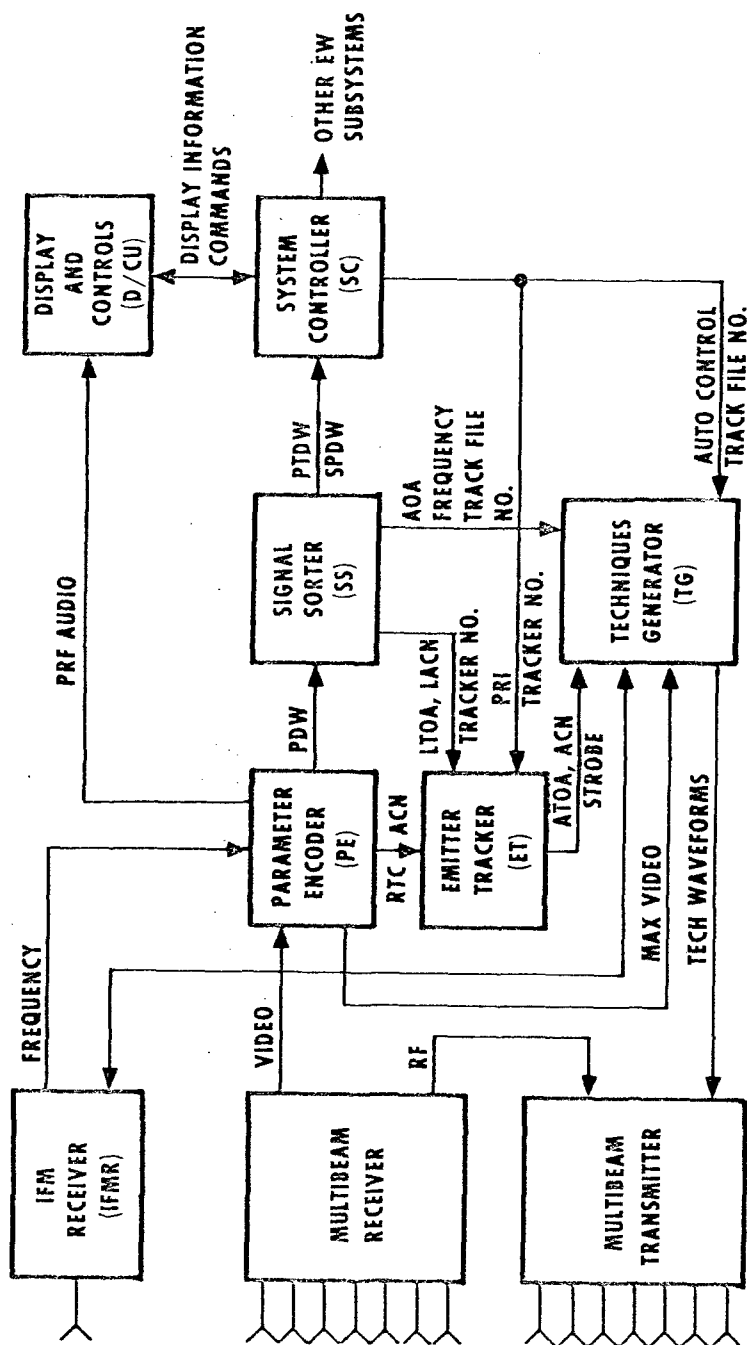 IFM
RECEIVER
(IFMR)
FREQUENCY
PRF AUDIO
DISPLAY
AND
CONTROLS
(D/CU)
DISPLAY INFORMATION
COMMANDS
MULTIBEAM
RECEIVER
VIDEO
RF
PARAMETER
ENCODER
(PE)
PDW
SIGNAL
SORTER
(SS)
PTDW
SPDW
SYSTEM
CONTROLLER
(SC)
OTHER EW
SUBSYSTEMS
RTC
ACN
EMITTER
TRACKER
(ET)
LTOA, LACN
TRACKER NO.
PRI
TRACKER NO.
AOA
FREQUENCY
TRACK FILE
NO.
ATOA, ACN
STROBE
TECHNIQUES
GENERATOR
(TG)
AUTO CONTROL
TRACK FILE NO.
MAX VIDEO
TECH WAVEFORMS
MULTIBEAM
TRANSMITTER